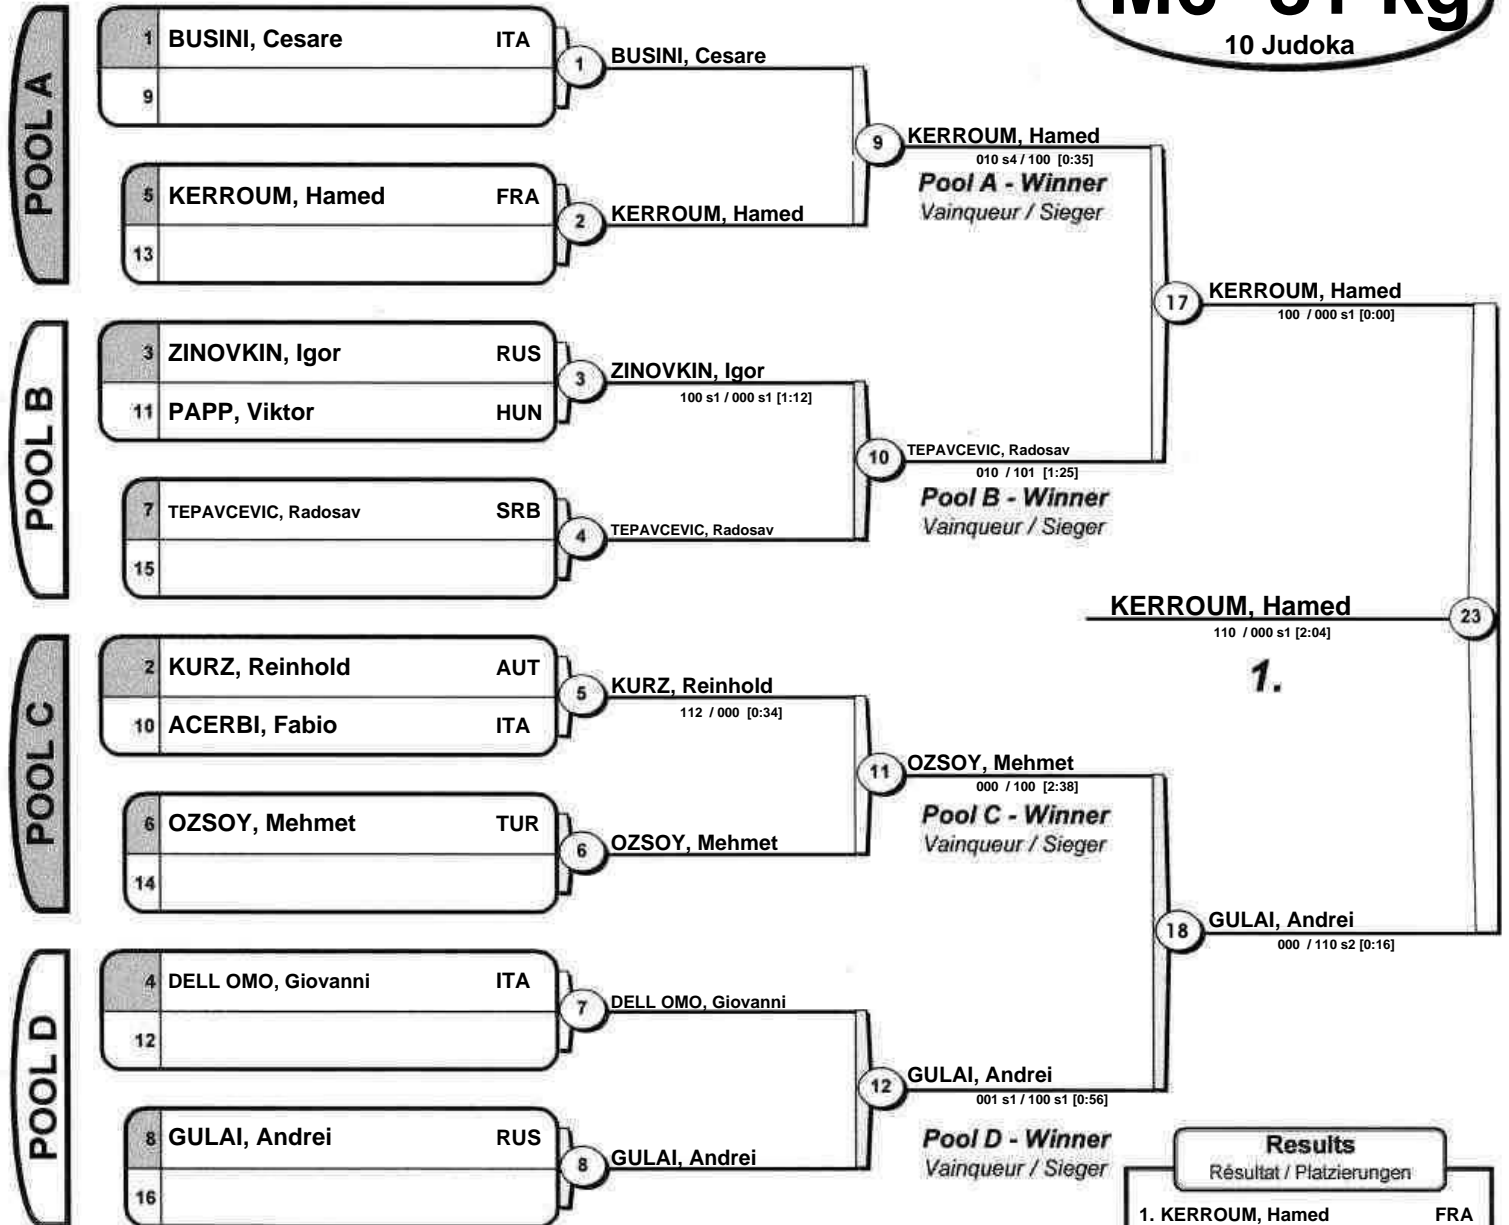 M6 -81 kg
10 Judoka
POOL A
1 BUSINI, Cesare ITA
9
5 KERROUM, Hamed FRA
13
1 BUSINI, Cesare
2 KERROUM, Hamed
9 KERROUM, Hamed
010 s4 / 100 [0:35]
Pool A - Winner
Vainqueur / Sieger
POOL B
3 ZINOVKIN, Igor RUS
11 PAPP, Viktor HUN
7 TEPAVCEVIC, Radosav SRB
15
3 ZINOVKIN, Igor
100 s1 / 000 s1 [1:12]
4 TEPAVCEVIC, Radosav
10 TEPAVCEVIC, Radosav
010 / 101 [1:25]
Pool B - Winner
Vainqueur / Sieger
17 KERROUM, Hamed
100 / 000 s1 [0:00]
KERROUM, Hamed 23
110 / 000 s1 [2:04]
1.
POOL C
2 KURZ, Reinhold AUT
10 ACERBI, Fabio ITA
6 OZSOY, Mehmet TUR
14
5 KURZ, Reinhold
112 / 000 [0:34]
6 OZSOY, Mehmet
11 OZSOY, Mehmet
000 / 100 [2:38]
Pool C - Winner
Vainqueur / Sieger
18 GULAI, Andrei
000 / 110 s2 [0:16]
POOL D
4 DELL OMO, Giovanni ITA
12
8 GULAI, Andrei RUS
16
7 DELL OMO, Giovanni
8 GULAI, Andrei
12 GULAI, Andrei
001 s1 / 100 s1 [0:56]
Pool D - Winner
Vainqueur / Sieger
Results
Résultat / Platzierungen
1. KERROUM, Hamed FRA